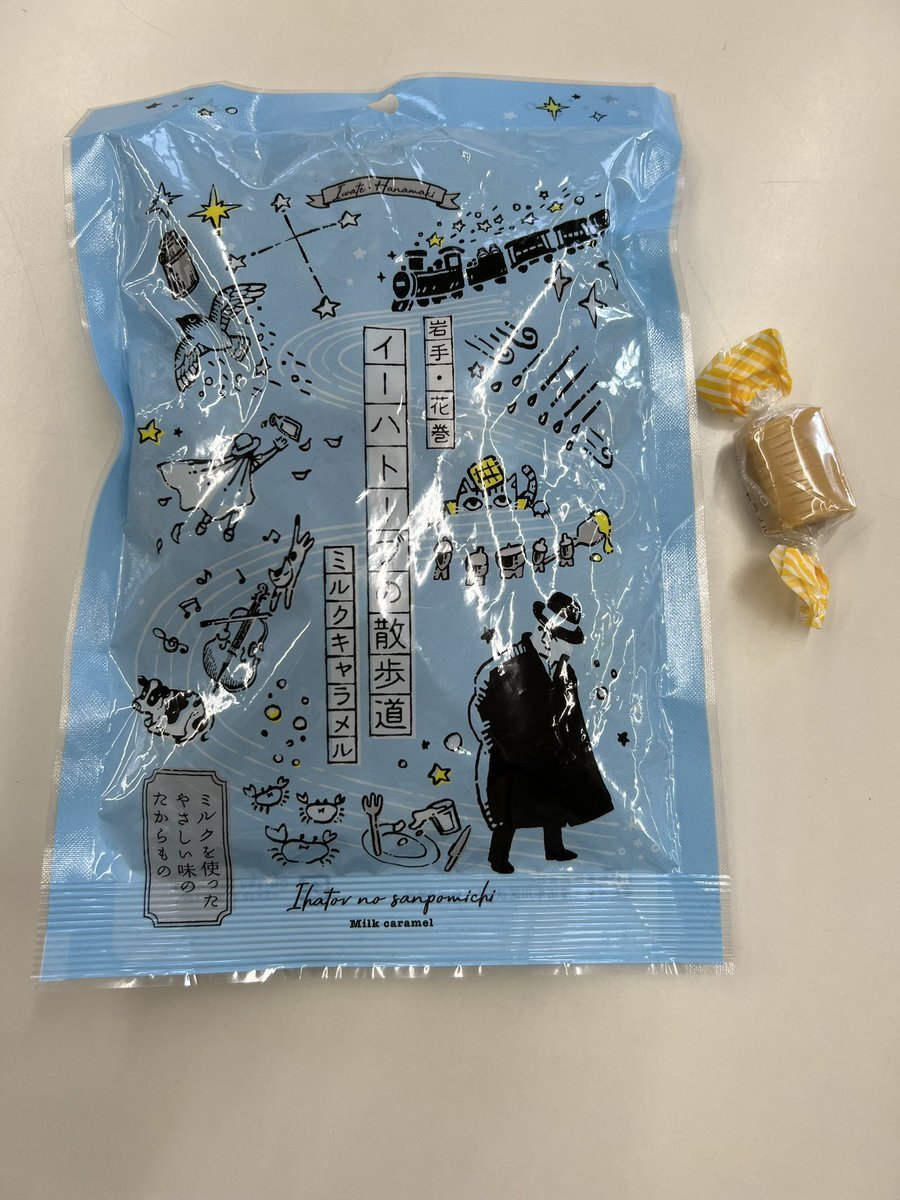 Iwate・Hanamaki
岩手・花巻
イーハトーブの散歩道
ミルクキャラメル
ミルクを使った
やさしい味の
たからもの
Ihatov no sanpomichi
Milk caramel